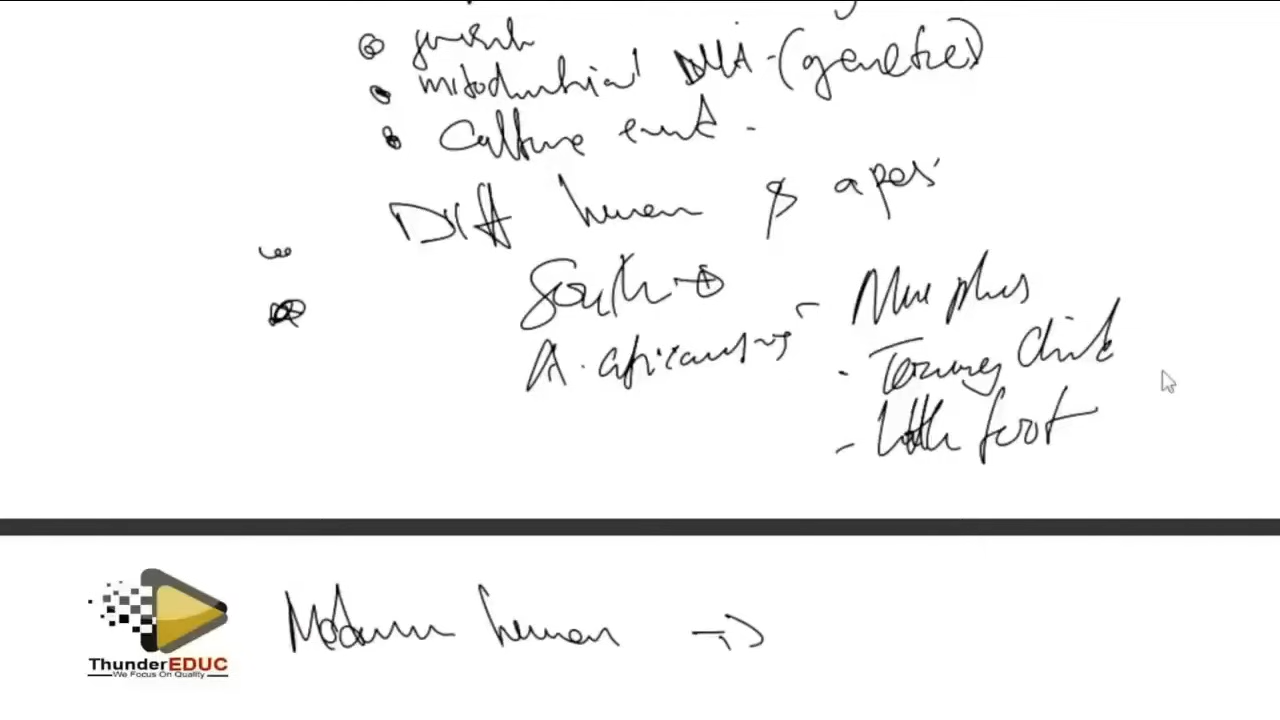 mitochondrial DNA - (genetics)
Culture
Diff human & apes
South
A. africanus - Mrs ples
- Taung child
- little foot
Modern human =>
ThunderEDUC
We Focus On Quality